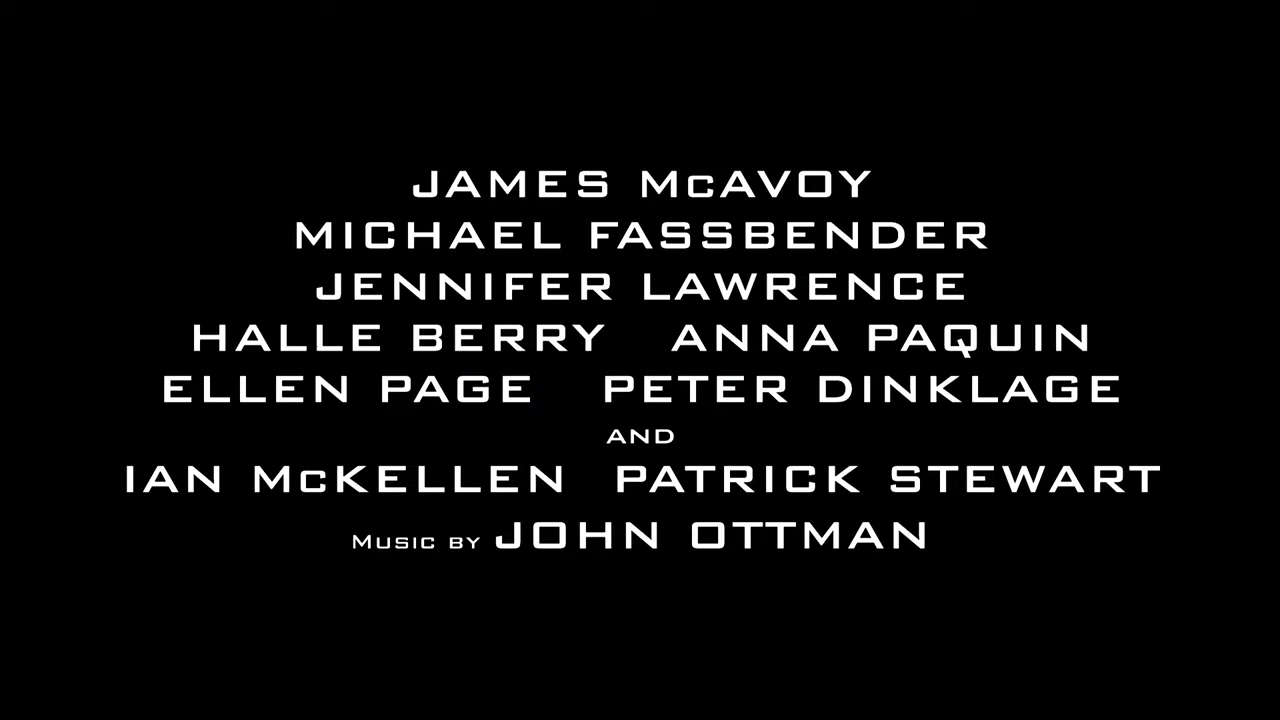 JAMES McAVOY
MICHAEL FASSBENDER
JENNIFER LAWRENCE
HALLE BERRY ANNA PAQUIN
ELLEN PAGE PETER DINKLAGE
AND
IAN McKELLEN PATRICK STEWART
MUSIC BY JOHN OTTMAN